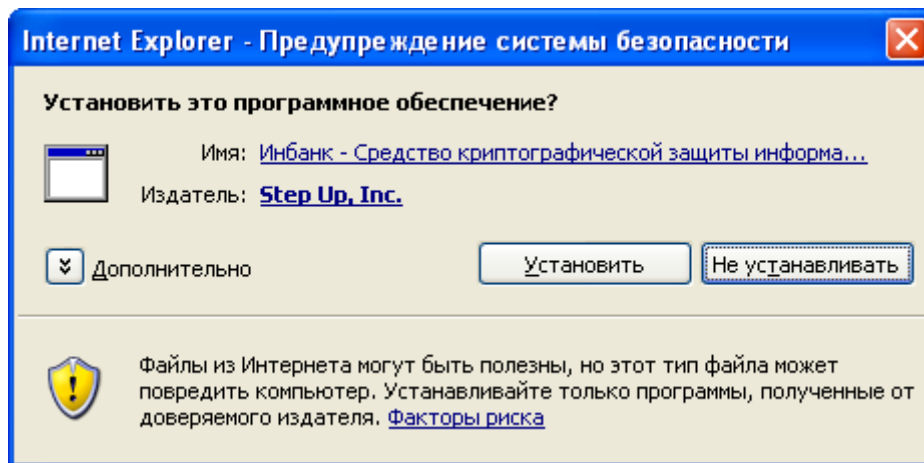 Internet Explorer - Предупреждение системы безопасности
Установить это программное обеспечение?
Имя: Инбанк - Средство криптографической защиты информа...
Издатель: Step Up, Inc.
Дополнительно
Установить
Не устанавливать
Файлы из Интернета могут быть полезны, но этот тип файла может
повредить компьютер. Устанавливайте только программы, полученные от
доверяемого издателя. Факторы риска